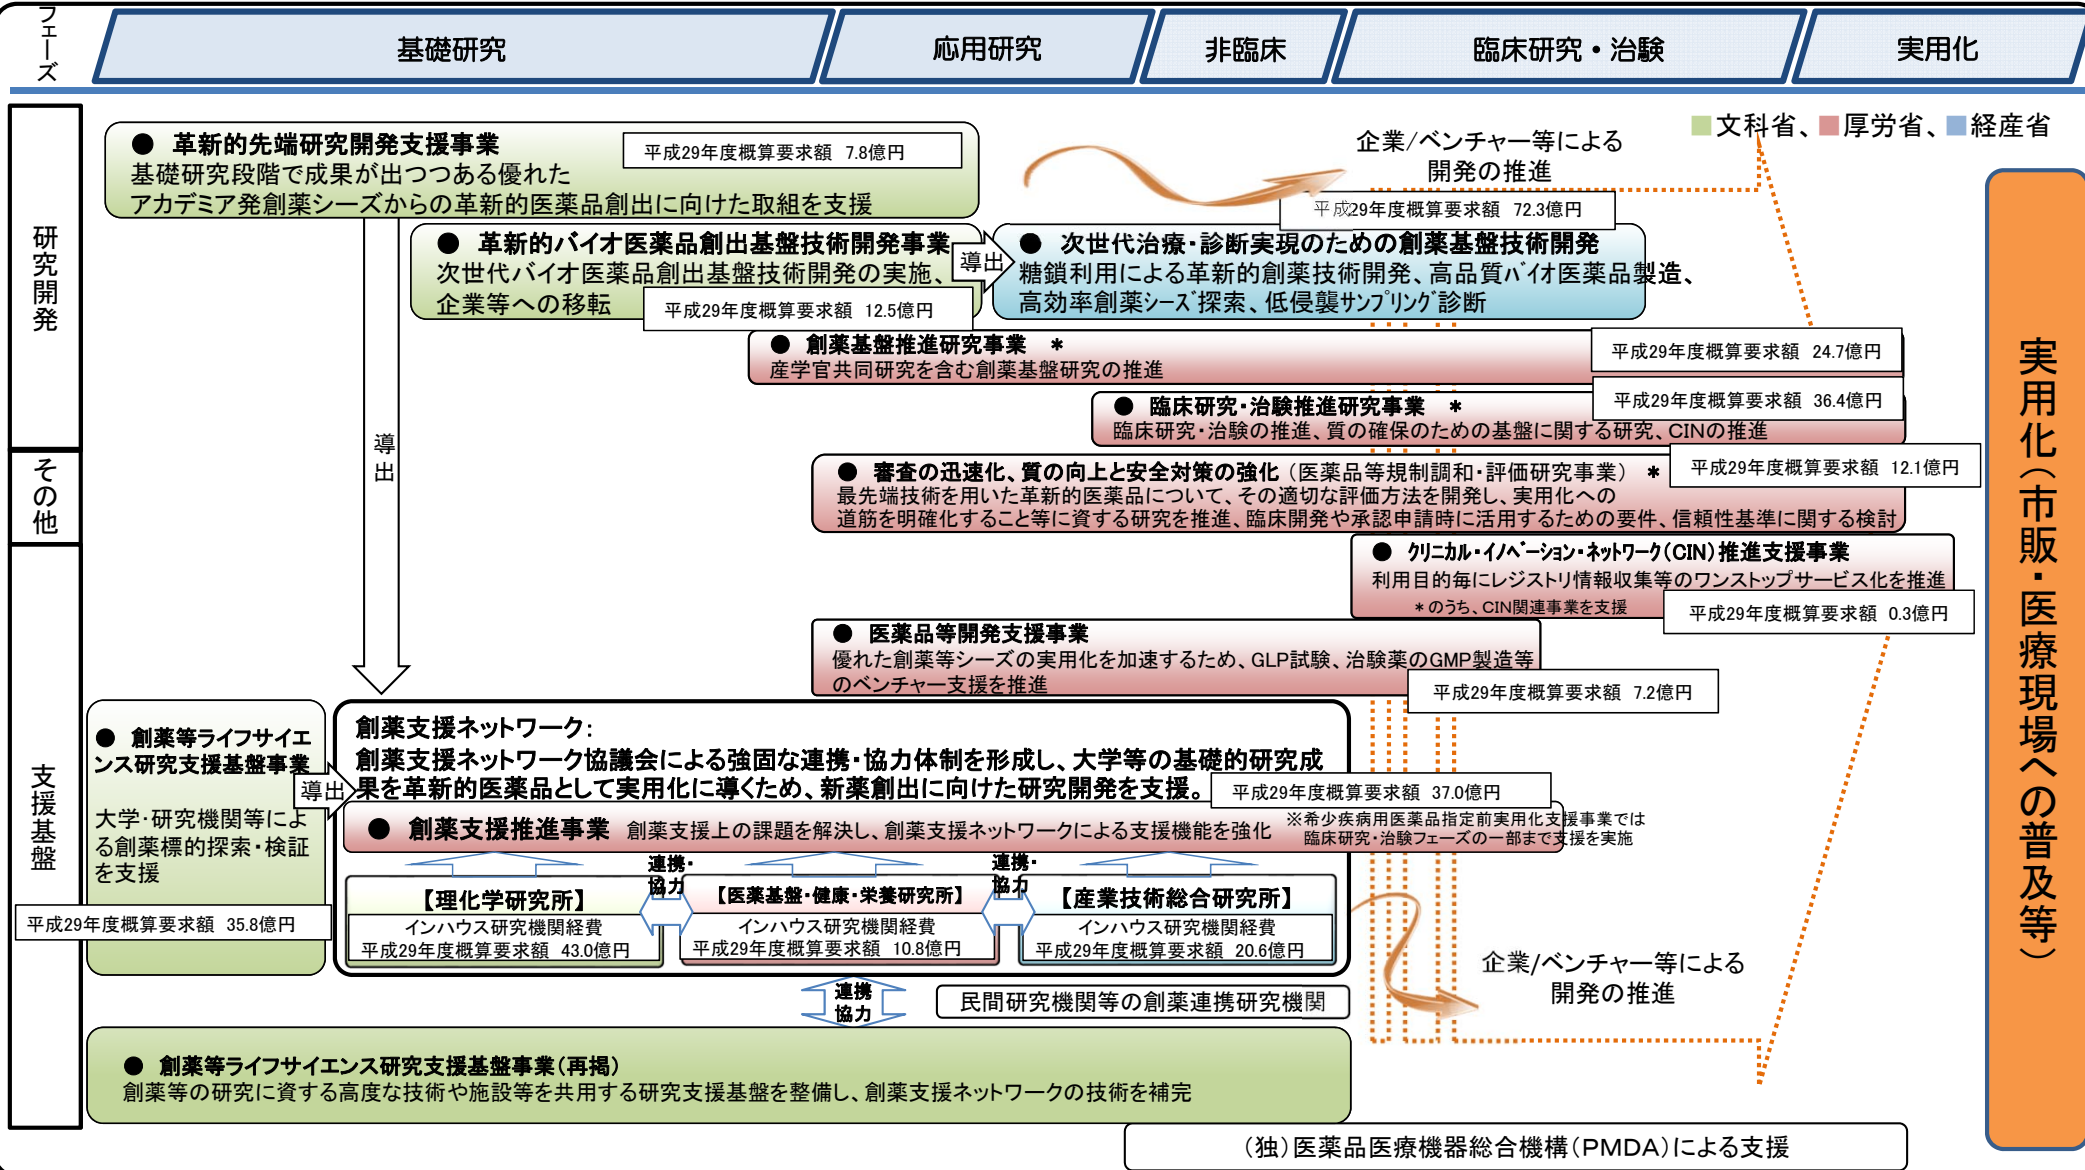 フェーズ
基礎研究
応用研究
非臨床
臨床研究・治験
実用化
■文科省、■厚労省、■経産省
研究開発
● 革新的先端研究開発支援事業
平成29年度概算要求額 7.8億円
基礎研究段階で成果が出つつある優れた
アカデミア発創薬シーズからの革新的医薬品創出に向けた取組を支援
企業/ベンチャー等による
開発の推進
平成29年度概算要求額 72.3億円
● 革新的バイオ医薬品創出基盤技術開発事業
次世代バイオ医薬品創出基盤技術開発の実施、
企業等への移転
平成29年度概算要求額 12.5億円
導出
● 次世代治療・診断実現のための創薬基盤技術開発
糖鎖利用による革新的創薬技術開発、高品質バイオ医薬品製造、
高効率創薬シーズ探索、低侵襲サンプリング診断
● 創薬基盤推進研究事業 *
産学官共同研究を含む創薬基盤研究の推進
平成29年度概算要求額 24.7億円
● 臨床研究・治験推進研究事業 *
臨床研究・治験の推進、質の確保のための基盤に関する研究、CINの推進
平成29年度概算要求額 36.4億円
導出
その他
● 審査の迅速化、質の向上と安全対策の強化（医薬品等規制調和・評価研究事業） *
平成29年度概算要求額 12.1億円
最先端技術を用いた革新的医薬品について、その適切な評価方法を開発し、実用化への
道筋を明確化すること等に資する研究を推進、臨床開発や承認申請時に活用するための要件、信頼性基準に関する検討
支援基盤
● クリニカル・イノベーション・ネットワーク（CIN）推進支援事業
利用目的毎にレジストリ情報収集等のワンストップサービス化を推進
*のうち、CIN関連事業を支援
平成29年度概算要求額 0.3億円
● 医薬品等開発支援事業
優れた創薬等シーズの実用化を加速するため、GLP試験、治験薬のGMP製造等
のベンチャー支援を推進
平成29年度概算要求額 7.2億円
● 創薬等ライフサイエ
ンス研究支援基盤事業
大学・研究機関等によ
る創薬標的探索・検証
を支援
平成29年度概算要求額 35.8億円
導出
創薬支援ネットワーク：
創薬支援ネットワーク協議会による強固な連携・協力体制を形成し、大学等の基礎的研究成
果を革新的医薬品として実用化に導くため、新薬創出に向けた研究開発を支援。
平成29年度概算要求額 37.0億円
● 創薬支援推進事業 創薬支援上の課題を解決し、創薬支援ネットワークによる支援機能を強化
※希少疾病用医薬品指定前実用化支援事業では
臨床研究・治験フェーズの一部まで支援を実施
連携・
協力
連携・
協力
【理化学研究所】
インハウス研究機関経費
平成29年度概算要求額 43.0億円
【医薬基盤・健康・栄養研究所】
インハウス研究機関経費
平成29年度概算要求額 10.8億円
【産業技術総合研究所】
インハウス研究機関経費
平成29年度概算要求額 20.6億円
連携
協力
民間研究機関等の創薬連携研究機関
企業/ベンチャー等による
開発の推進
● 創薬等ライフサイエンス研究支援基盤事業（再掲）
創薬等の研究に資する高度な技術や施設等を共用する研究支援基盤を整備し、創薬支援ネットワークの技術を補完
（独）医薬品医療機器総合機構（PMDA）による支援
実用化（市販・医療現場への普及等）